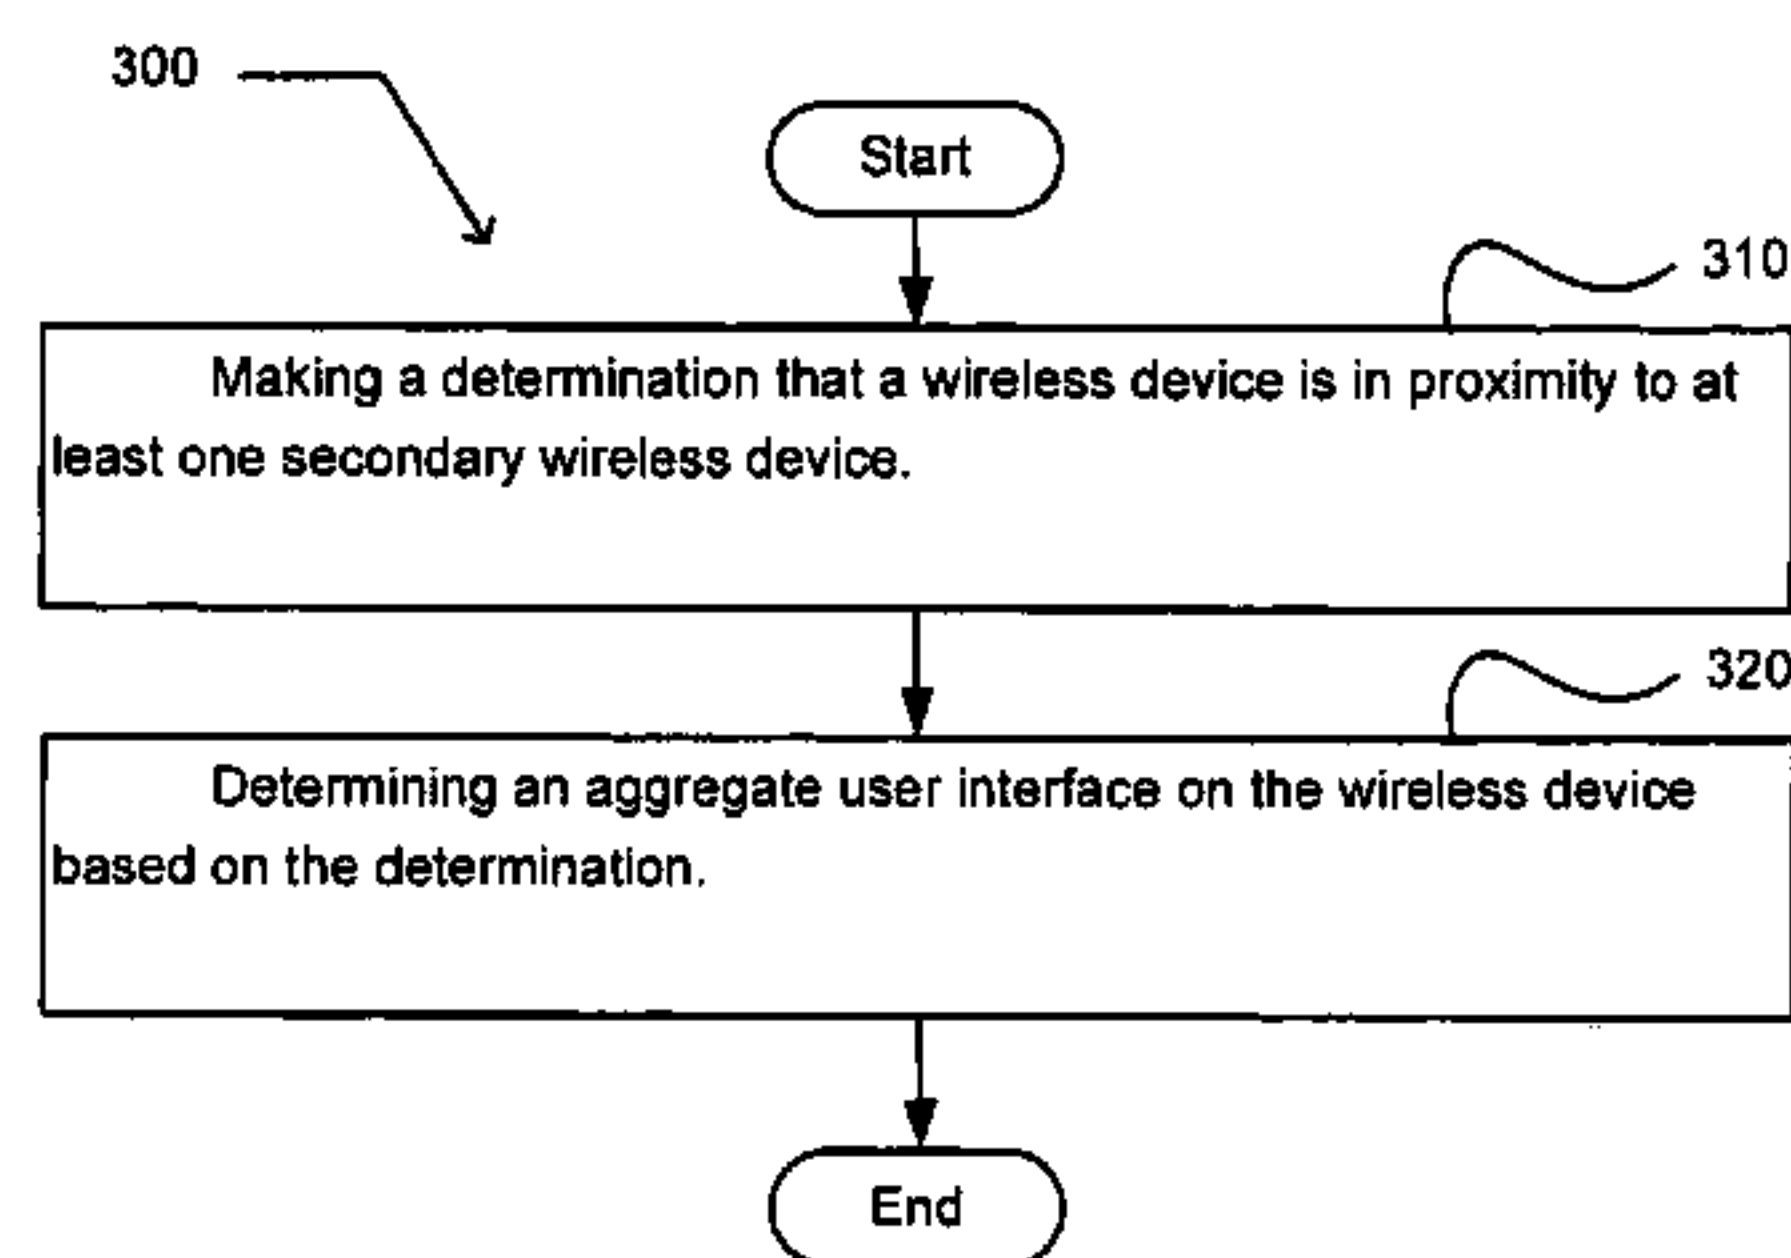 300
Start
310
Making a determination that a wireless device is in proximity to at
least one secondary wireless device.
320
Determining an aggregate user interface on the wireless device
based on the determination.
End